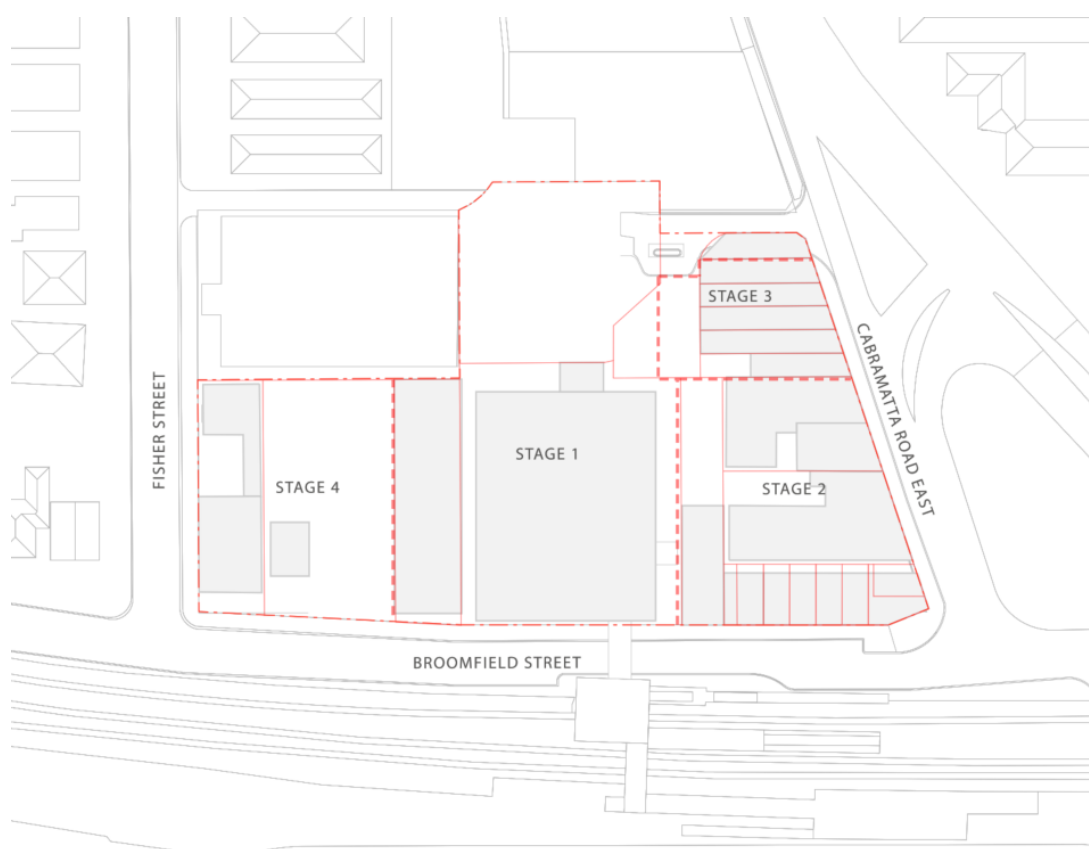 STAGE 3
CABRAMATTA ROAD EAST
STAGE 1
FISHER STREET
STAGE 4
STAGE 2
BROOMFIELD STREET